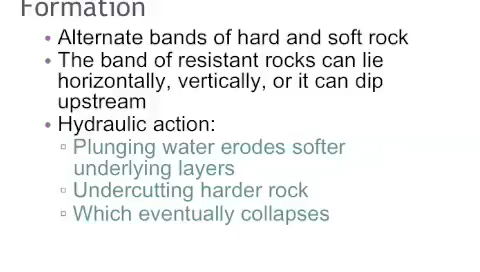 Formation
• Alternate bands of hard and soft rock
• The band of resistant rocks can lie
horizontally, vertically, or it can dip
upstream
• Hydraulic action:
▫ Plunging water erodes softer
underlying layers
▫ Undercutting harder rock
▫ Which eventually collapses